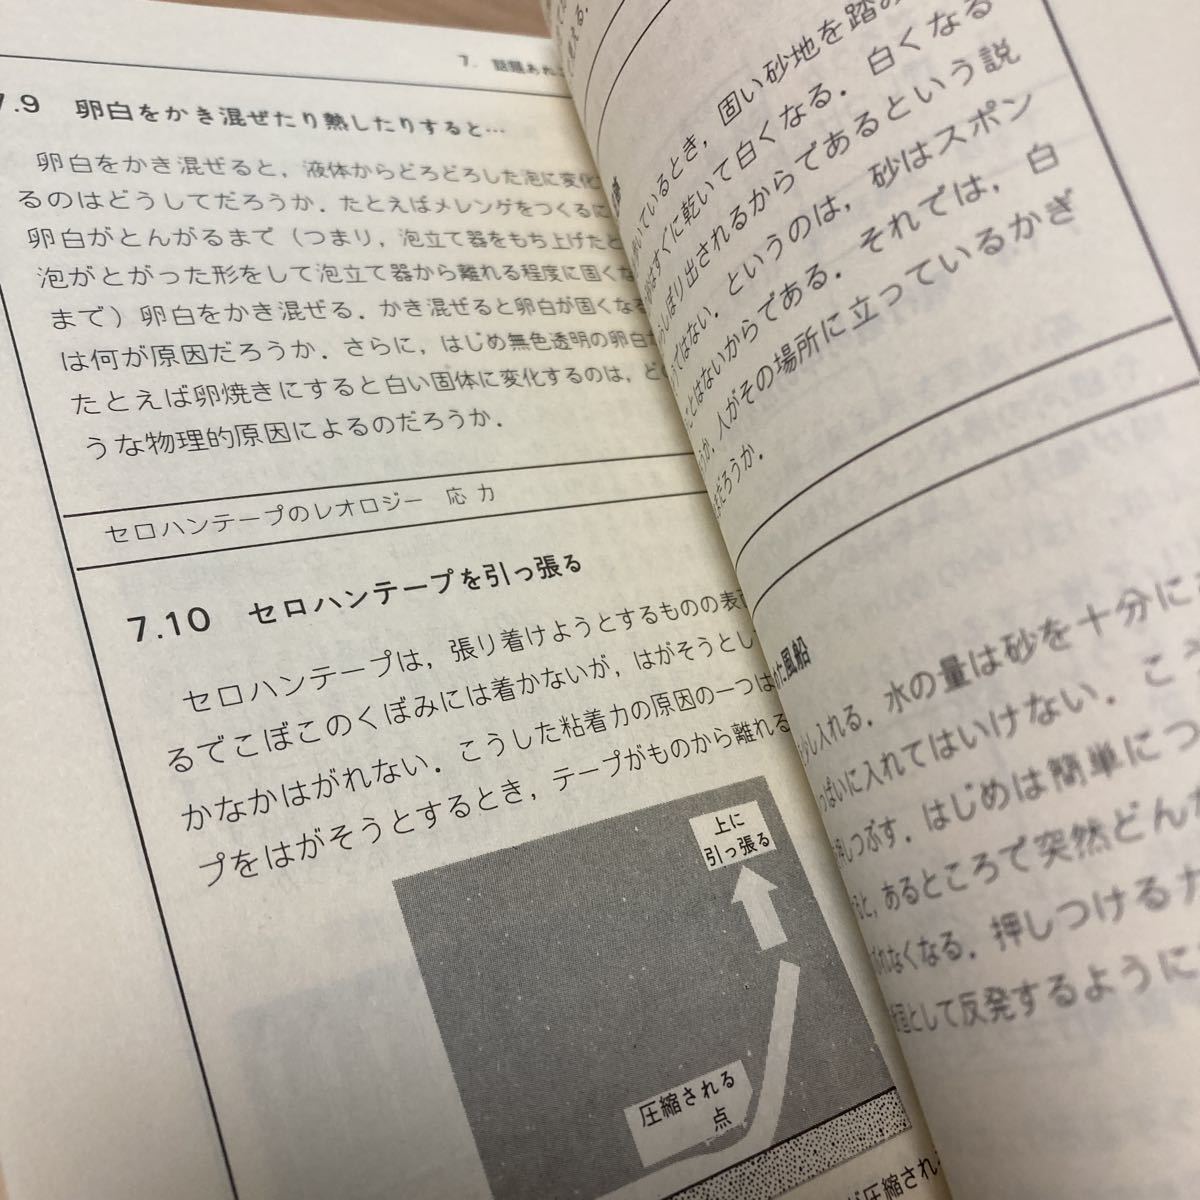 7. 話題あれ
7.9 卵白をかき混ぜたり熱したりすると…
卵白をかき混ぜると，液体からどろどろした泡に変化
るのはどうしてだろうか．たとえばメレンゲをつくるに
卵白がとんがるまで（つまり，泡立て器をもち上げたと
泡がとがった形をして泡立て器から離れる程度に固くな
まで）卵白をかき混ぜる．かき混ぜると卵白が固くなる
は何が原因だろうか．さらに，はじめ無色透明の卵白が
たとえば卵焼きにすると白い固体に変化するのは，どの
うな物理的原因によるのだろうか．
セロハンテープのレオロジー 応力
7.10 セロハンテープを引っ張る
セロハンテープは，張り着けようとするものの表面
るでこぼこのくぼみには着かないが，はがそうとし
かなかはがれない．こうした粘着力の原因の一つは
プをはがそうとするとき，テープがものから離れる
上に
引っ張る
圧縮される
点
が圧縮され
える．
いているとき，固い砂地を踏み
はすぐに乾いて白くなる．白くなる
しぼり出されるからであるという説
うではない．というのは，砂はスポン
ことはないからである．それでは，白
うか．人がその場所に立っているかぎ
だろうか．
風船
少し入れる．水の量は砂を十分に
っぱいに入れてはいけない．こ
押しつぶす．はじめは簡単につ
ると，あるところで突然どん
れなくなる．押しつける力
として反発するように